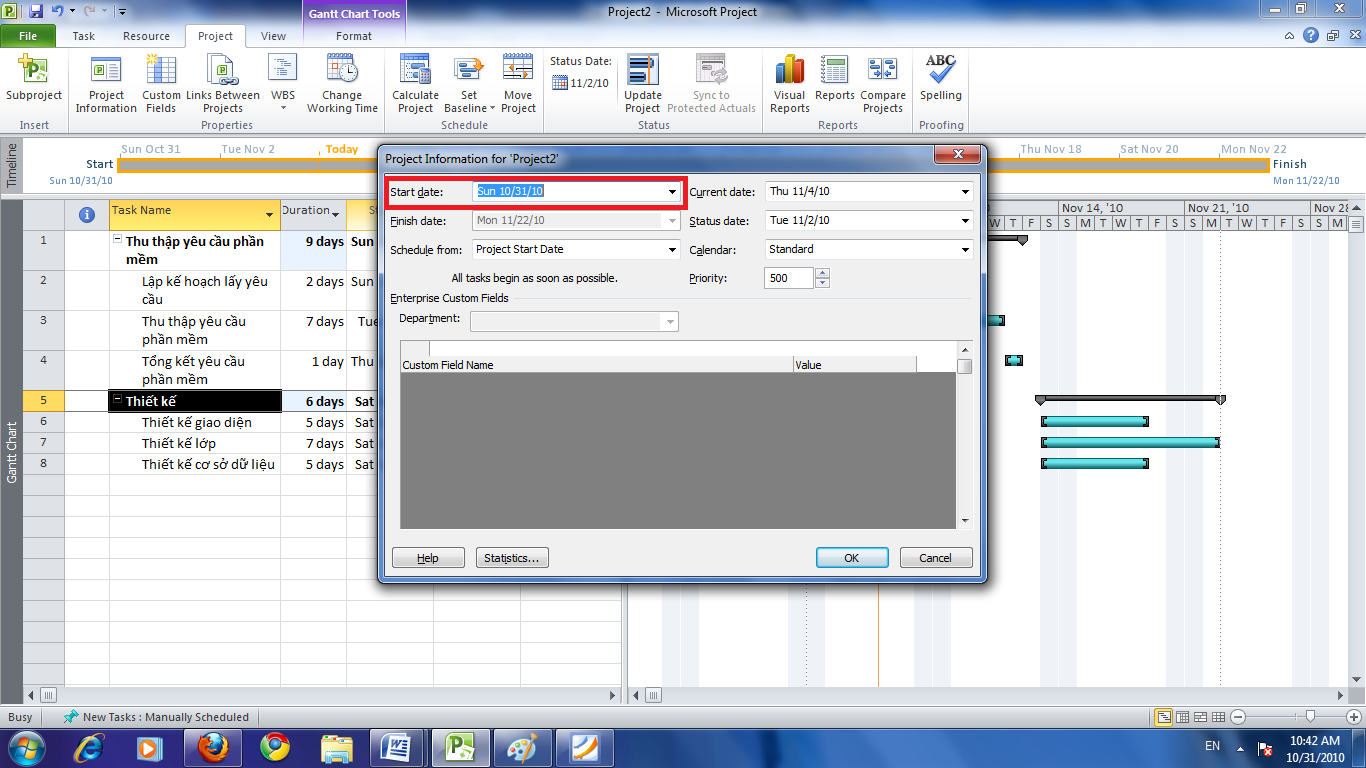 Gantt Chart Tools
Project2 - Microsoft Project
File
Task
Resource
Project
View
Format
Subproject
Project Information
Custom Fields
Links Between Projects
WBS
Change Working Time
Calculate Project
Set Baseline
Move Project
Status Date:
11/2/10
Update Project
Sync to Protected Actuals
Visual Reports
Reports
Compare Projects
ABC
Spelling
Insert
Properties
Schedule
Status
Reports
Proofing
Timeline
Sun Oct 31
Tue Nov 2
Today
Thu Nov 18
Sat Nov 20
Mon Nov 22
Start
Sun 10/31/10
Finish
Mon 11/22/10
Project Information for 'Project2'
Start date:
Sun 10/31/10
Current date:
Thu 11/4/10
Finish date:
Mon 11/22/10
Status date:
Tue 11/2/10
Schedule from:
Project Start Date
Calendar:
Standard
All tasks begin as soon as possible.
Priority:
500
Enterprise Custom Fields
Department:
Custom Field Name
Value
Help
Statistics...
OK
Cancel
Task Name
Duration
Nov 14, '10
Nov 21, '10
Nov 28
W T F S S M T W T F S S M T W T F S S M
Gantt Chart
1
Thu thập yêu cầu phần
mềm
9 days
Sun
2
Lập kế hoạch lấy yêu
cầu
2 days
Sun
3
Thu thập yêu cầu
phần mềm
7 days
Tue
4
Tổng kết yêu cầu
phần mềm
1 day
Thu
5
Thiết kế
6 days
Sat
6
Thiết kế giao diện
5 days
Sat
7
Thiết kế lớp
7 days
Sat
8
Thiết kế cơ sở dữ liệu
5 days
Sat
Busy
New Tasks : Manually Scheduled
EN
10:42 AM
10/31/2010